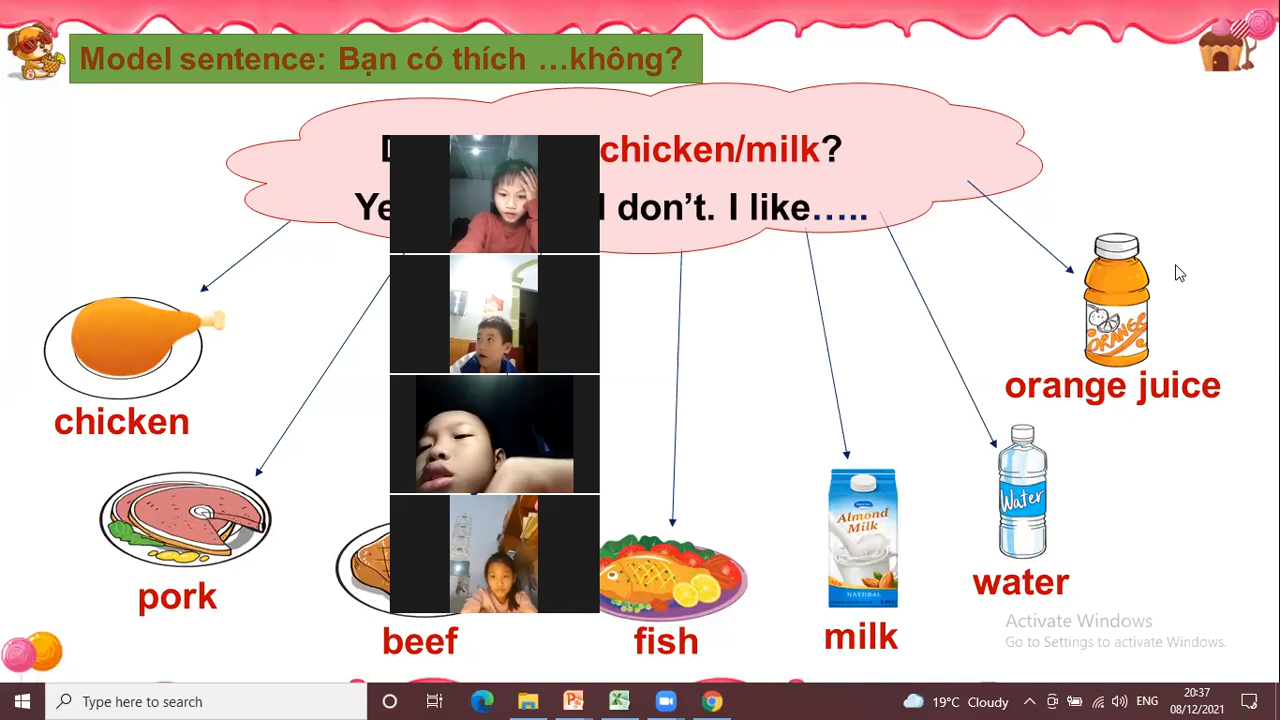 Model sentence: Bạn có thích …không?
chicken/milk?
I don’t. I like…..
ORANGE
orange juice
chicken
Almond
Milk
NATURAL
Water
water
pork
beef
fish
milk
Activate Windows
Go to Settings to activate Windows.
Type here to search
19°C Cloudy
ENG
20:37
08/12/2021